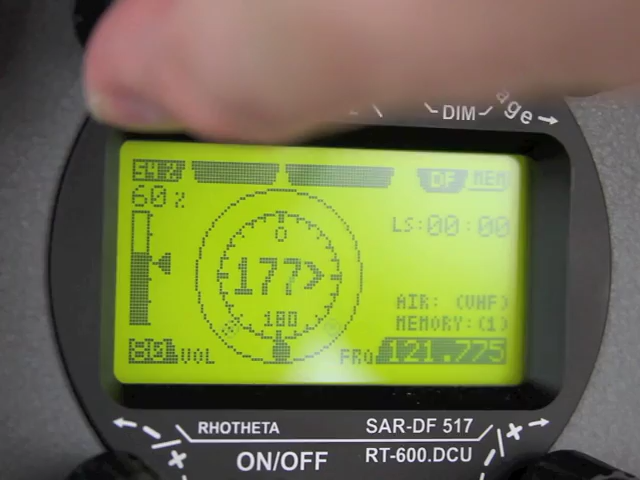 DIM
age
54% DF MEM
60%
LS:00:00
0
177>
180
AIR: (VHF)
MEMORY:(1)
VOL
FRQ 121.775
RHOTHETA SAR-DF 517
ON/OFF RT-600.DCU